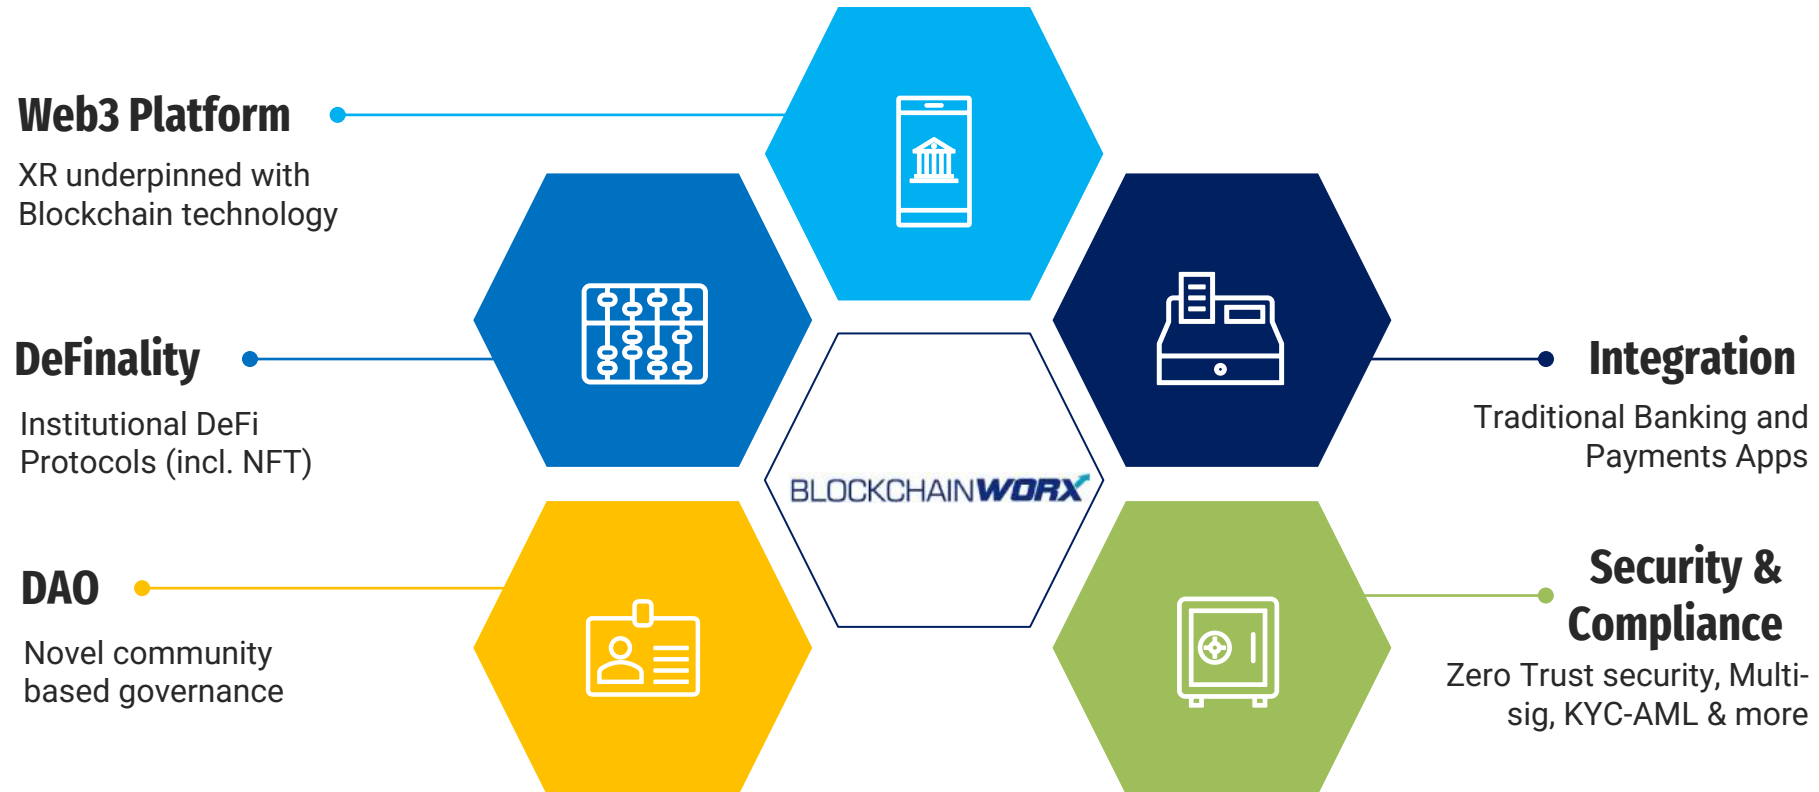 Web3 Platform
XR underpinned with
Blockchain technology
DeFinality
Institutional DeFi
Protocols (incl. NFT)
DAO
Novel community
based governance
BLOCKCHAINWORX
Integration
Traditional Banking and
Payments Apps
Security &
Compliance
Zero Trust security, Multi-
sig, KYC-AML & more